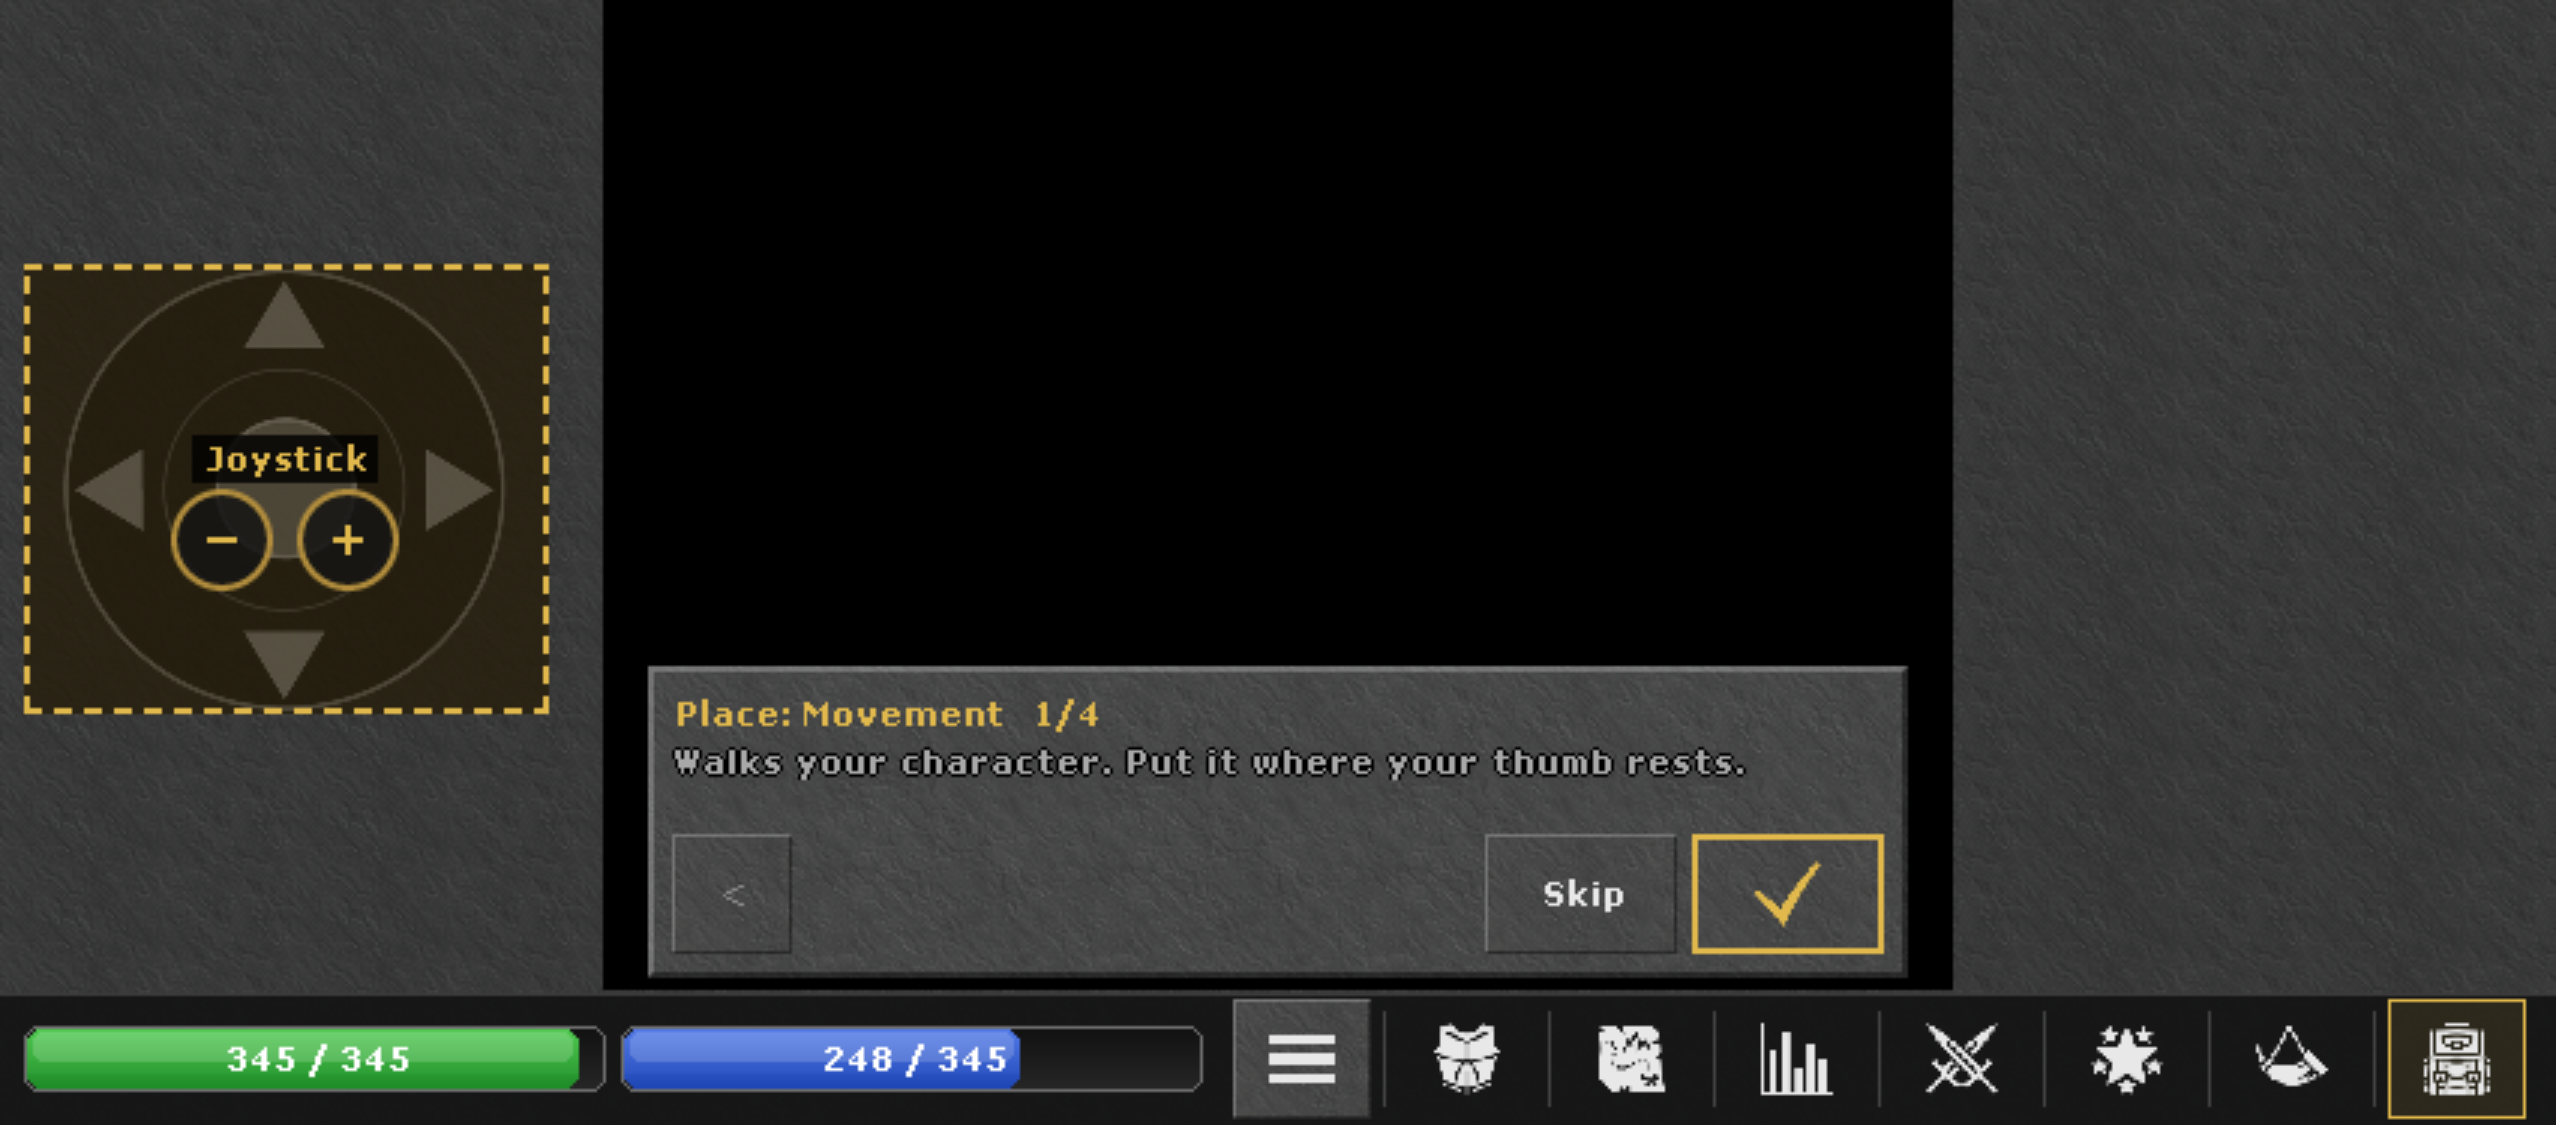 Joystick
− +
Place: Movement 1/4
Walks your character. Put it where your thumb rests.
< Skip
345 / 345 248 / 345